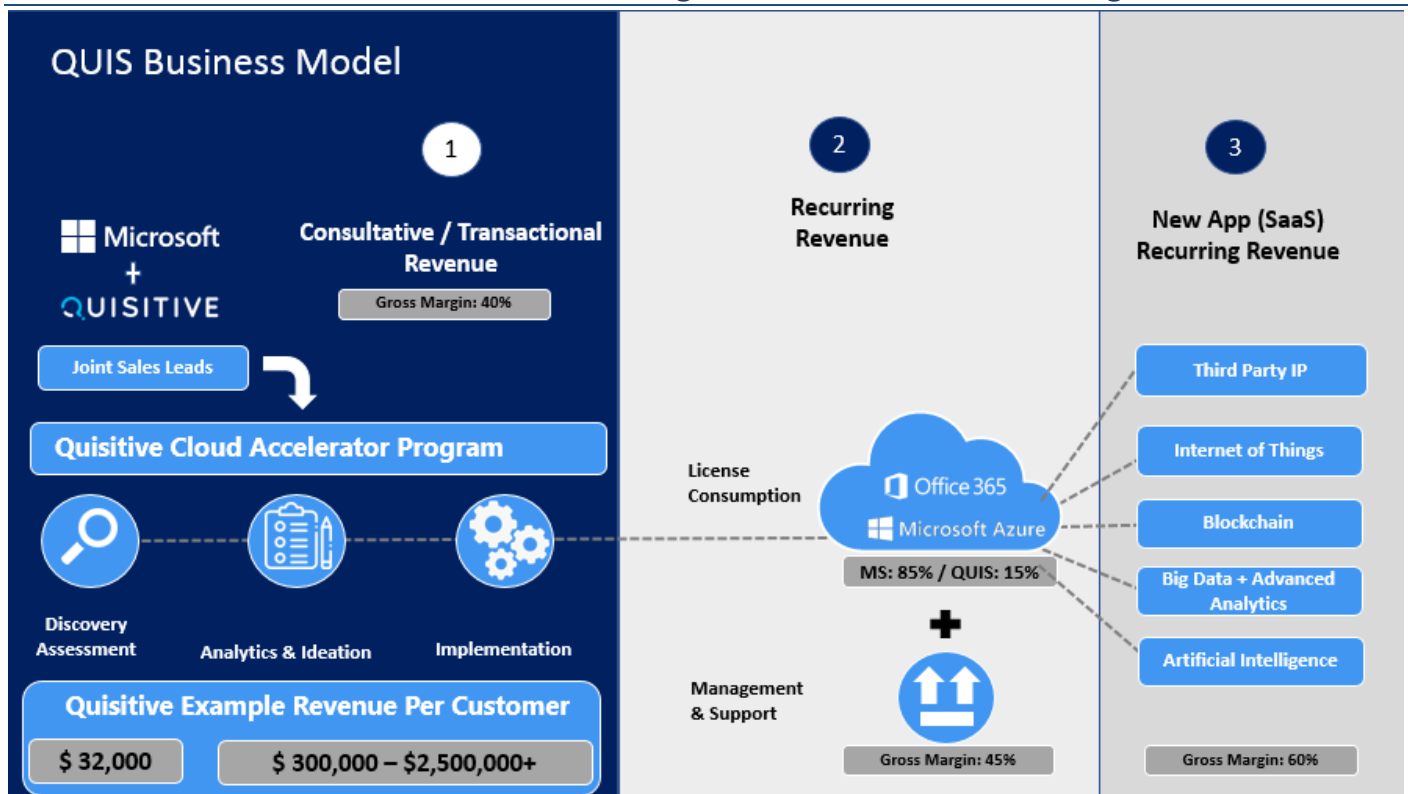 QUIS Business Model
1
Microsoft
+
QUISITIVE
Consultative / Transactional
Revenue
Gross Margin: 40%
Joint Sales Leads
Quisitive Cloud Accelerator Program
Discovery
Assessment
Analytics & Ideation
Implementation
Quisitive Example Revenue Per Customer
$ 32,000
$ 300,000 – $2,500,000+
2
Recurring
Revenue
License
Consumption
Office 365
Microsoft Azure
MS: 85% / QUIS: 15%
Management
& Support
Gross Margin: 45%
3
New App (SaaS)
Recurring Revenue
Third Party IP
Internet of Things
Blockchain
Big Data + Advanced
Analytics
Artificial Intelligence
Gross Margin: 60%